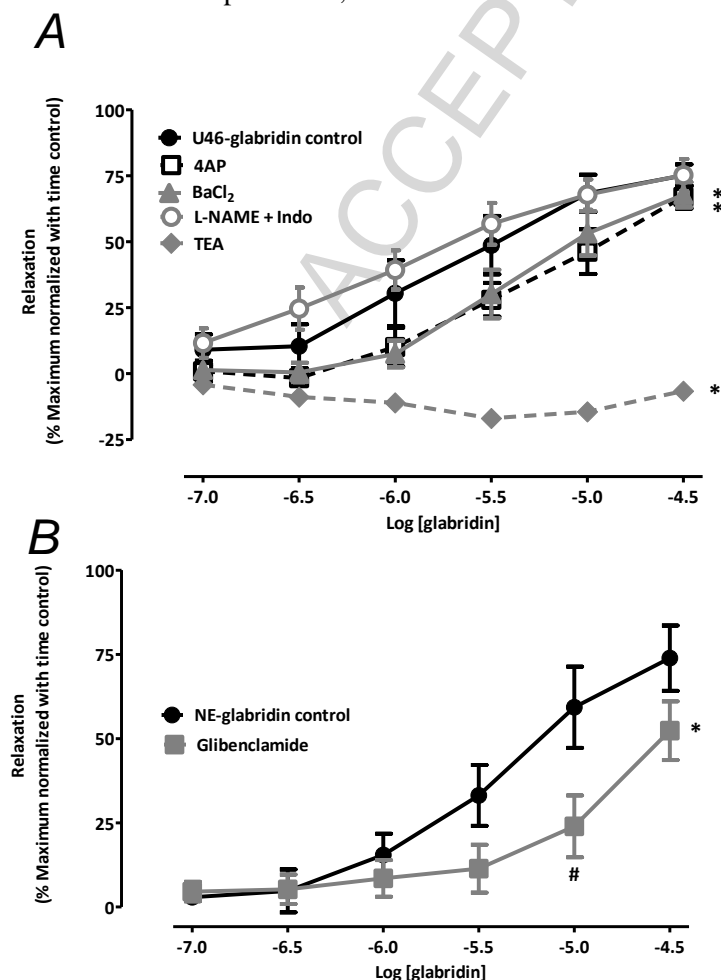 A
ACCEP
Relaxation
(% Maximum normalized with time control)
100
75
50
25
0
-25
U46-glabridin control
4AP
BaCl₂
L-NAME + Indo
TEA
*
*
*
-7.0 -6.5 -6.0 -5.5 -5.0 -4.5
Log [glabridin]
B
Relaxation
(% Maximum normalized with time control)
100
75
50
25
0
NE-glabridin control
Glibenclamide
*
#
-7.0 -6.5 -6.0 -5.5 -5.0 -4.5
Log [glabridin]